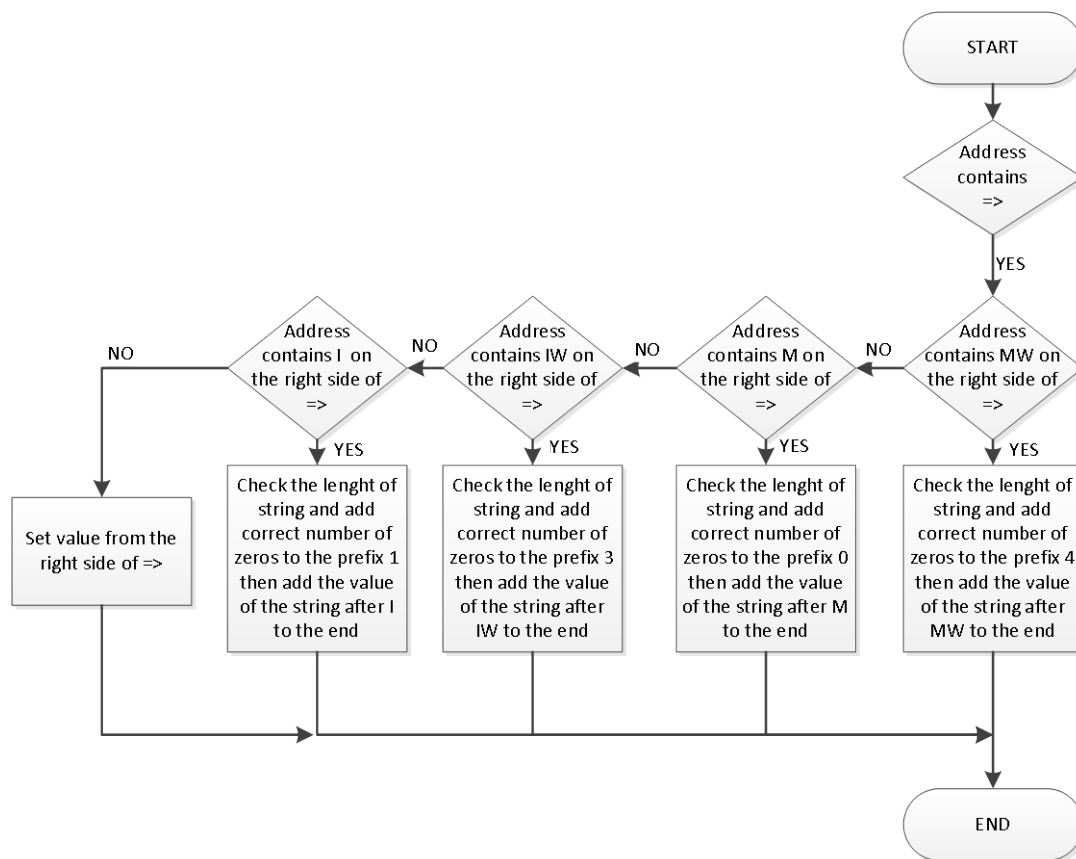 START
Address
contains
=>
YES
Address
contains MW on
the right side of
=>
NO
YES
Address
contains M on
the right side of
=>
NO
YES
Address
contains IW on
the right side of
=>
NO
YES
Address
contains I on
the right side of
=>
NO
YES
Set value from the
right side of =>
Check the lenght of
string and add
correct number of
zeros to the prefix 1
then add the value
of the string after I
to the end
Check the lenght of
string and add
correct number of
zeros to the prefix 3
then add the value
of the string after
IW to the end
Check the lenght of
string and add
correct number of
zeros to the prefix 0
then add the value
of the string after M
to the end
Check the lenght of
string and add
correct number of
zeros to the prefix 4
then add the value
of the string after
MW to the end
END